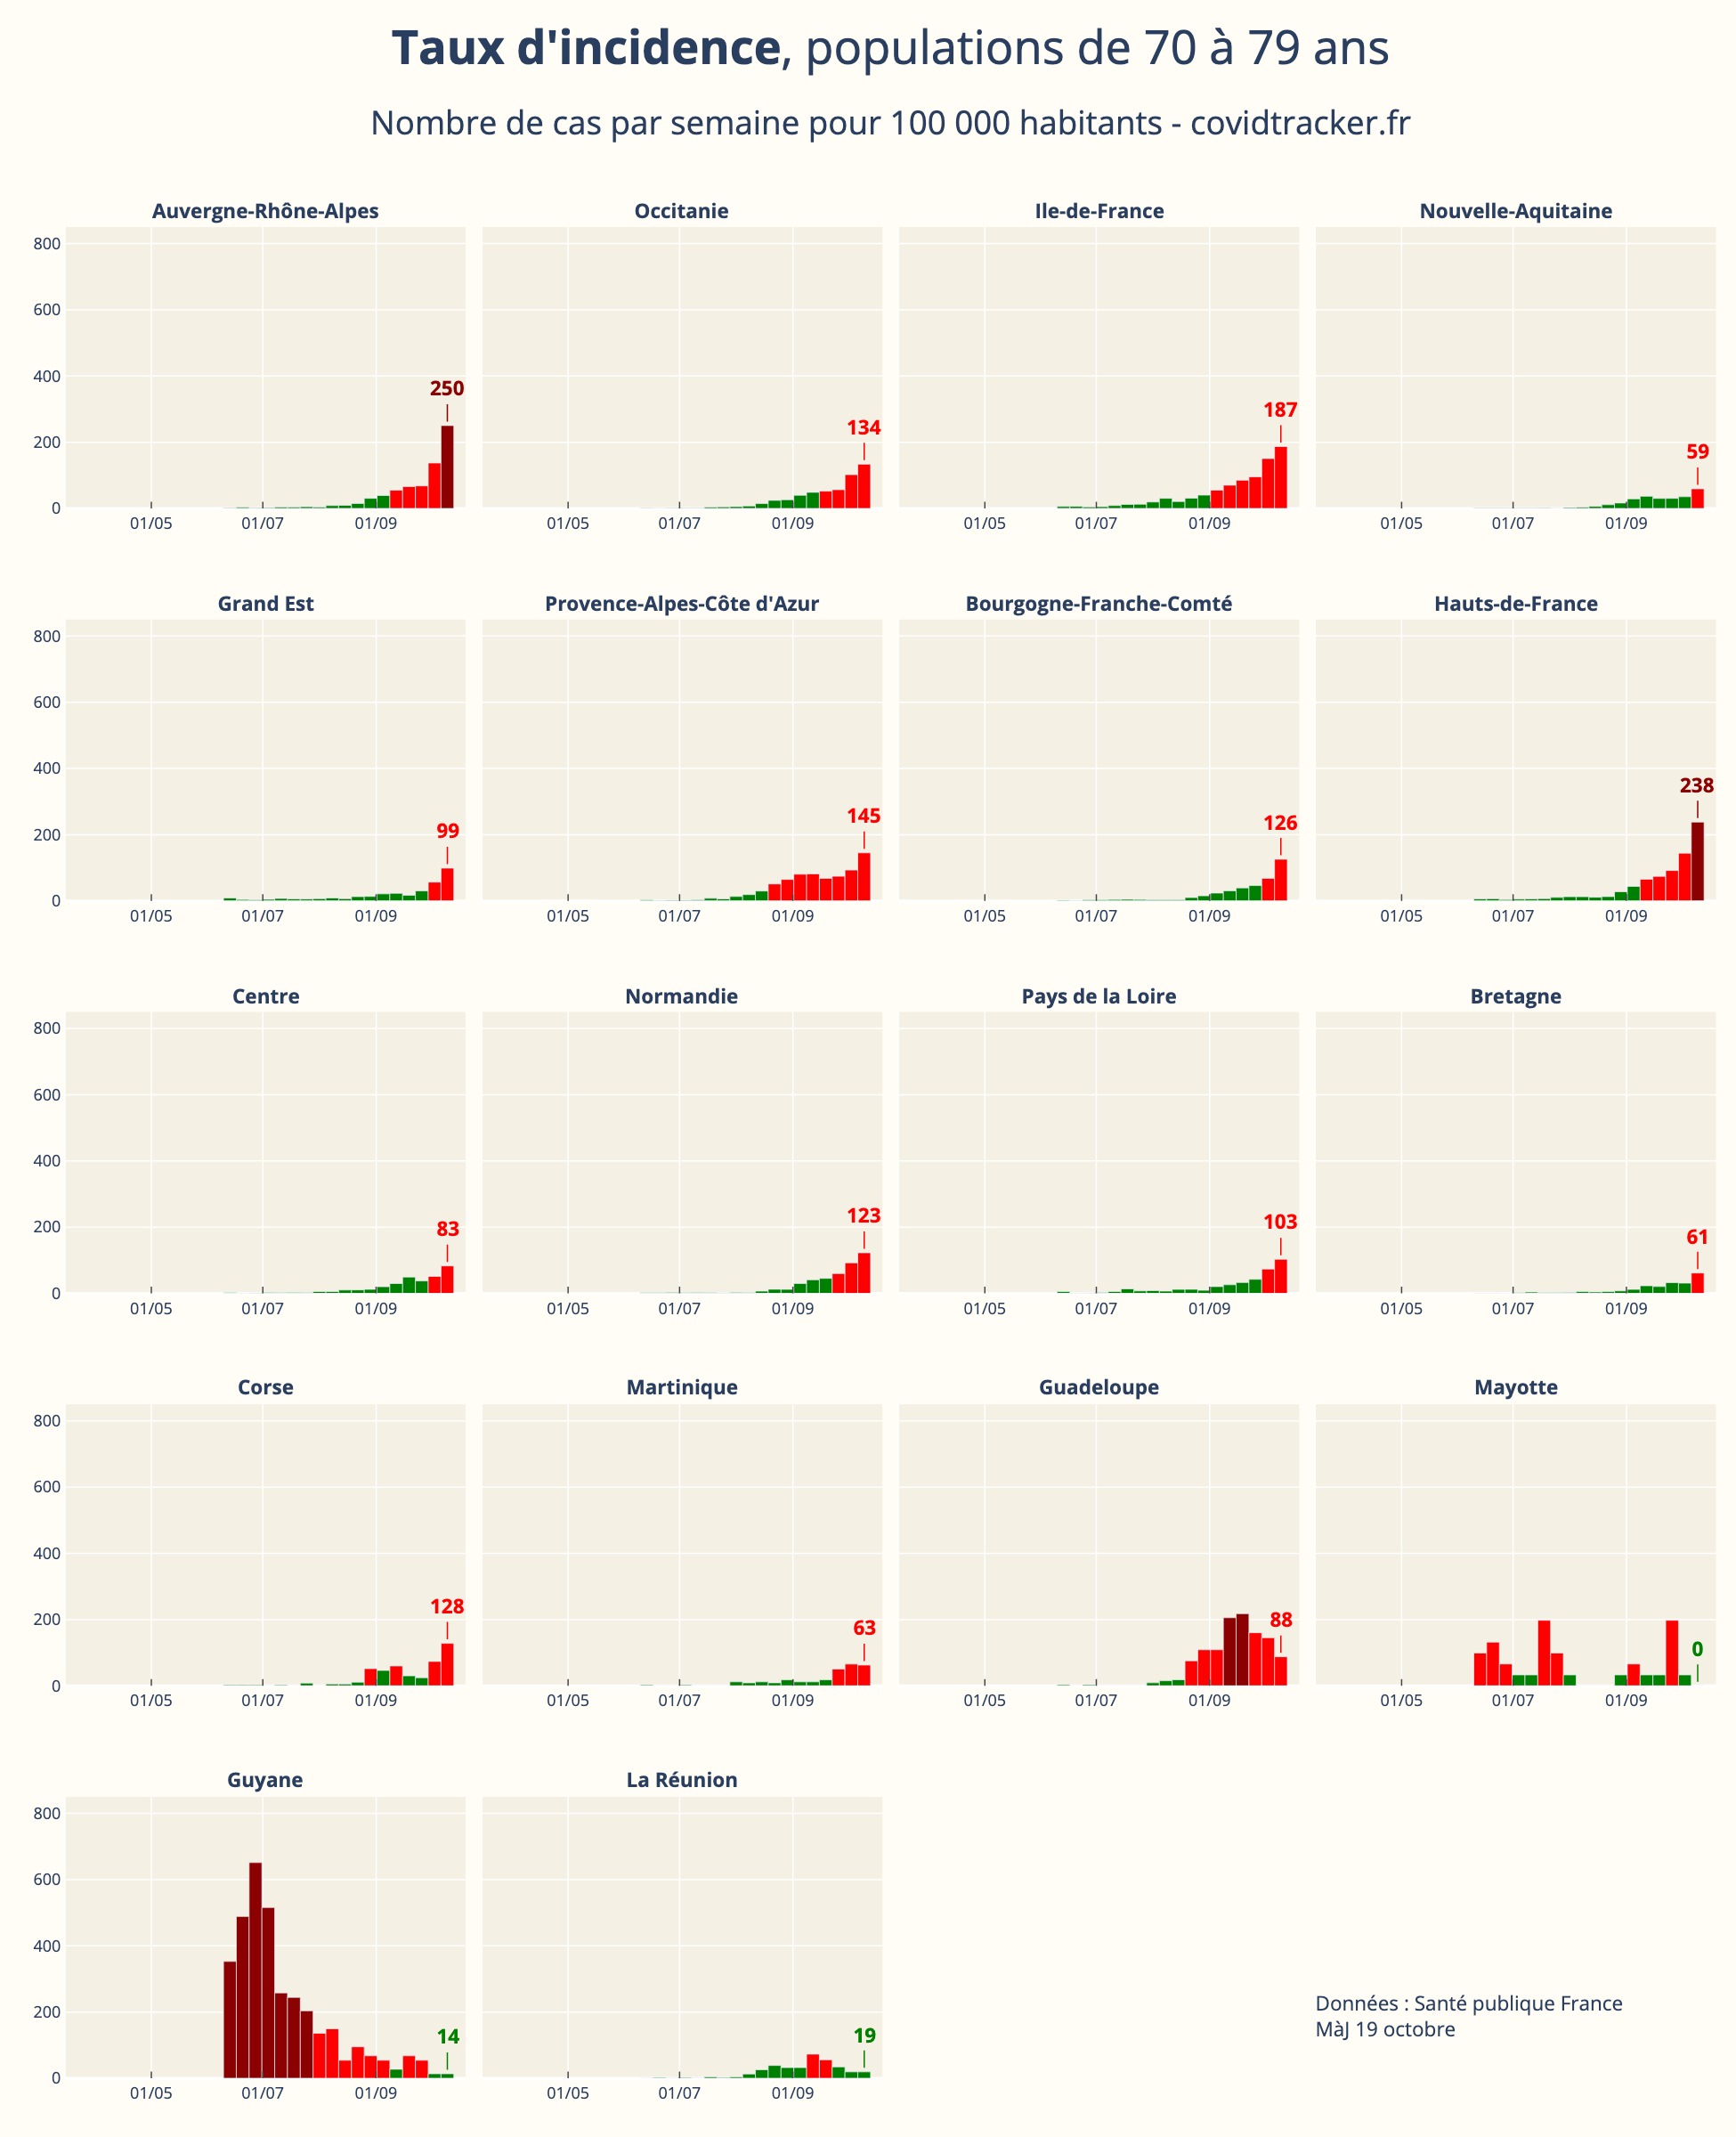 Taux d'incidence, populations de 70 à 79 ans
Nombre de cas par semaine pour 100 000 habitants - covidtracker.fr
Auvergne-Rhône-Alpes
800
600
400
200
0
250
01/05 01/07 01/09
Occitanie
134
01/05 01/07 01/09
Ile-de-France
187
01/05 01/07 01/09
Nouvelle-Aquitaine
59
01/05 01/07 01/09
Grand Est
800
600
400
200
0
99
01/05 01/07 01/09
Provence-Alpes-Côte d'Azur
145
01/05 01/07 01/09
Bourgogne-Franche-Comté
126
01/05 01/07 01/09
Hauts-de-France
238
01/05 01/07 01/09
Centre
800
600
400
200
0
83
01/05 01/07 01/09
Normandie
123
01/05 01/07 01/09
Pays de la Loire
103
01/05 01/07 01/09
Bretagne
61
01/05 01/07 01/09
Corse
800
600
400
200
0
128
01/05 01/07 01/09
Martinique
63
01/05 01/07 01/09
Guadeloupe
88
01/05 01/07 01/09
Mayotte
0
01/05 01/07 01/09
Guyane
800
600
400
200
0
14
01/05 01/07 01/09
La Réunion
19
01/05 01/07 01/09
Données : Santé publique France
MàJ 19 octobre